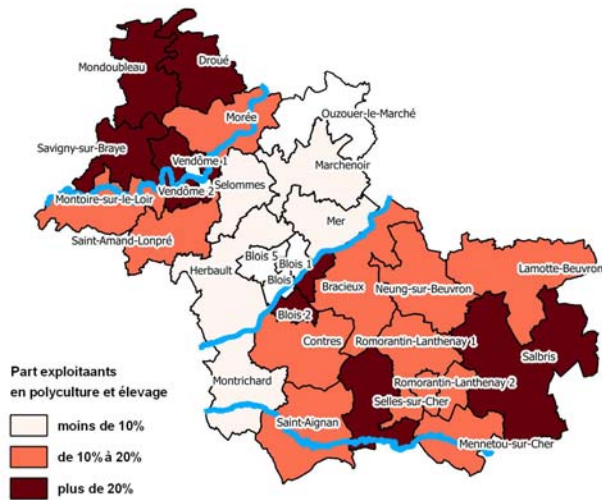 Mondoubleau
Droué
Morée
Ouzouer-le-Marché
Savigny-sur-Braye
Vendôme 1
Marchenoir
Selommes
Vendôme 2
Montoire-sur-le-Loir
Mer
Saint-Amand-Lonpré
Blois 5
Blois 1
Lamotte-Beuvron
Herbault
Blois
Bracieux
Neung-sur-Beuvron
Blois 2
Contres
Romorantin-Lanthenay 1
Salbris
Part exploitaants
en polyculture et élevage
Montrichard
Romorantin-Lanthenay 2
Selles-sur-Cher
moins de 10%
Saint-Aignan
Mennetou-sur-Cher
de 10% à 20%
plus de 20%